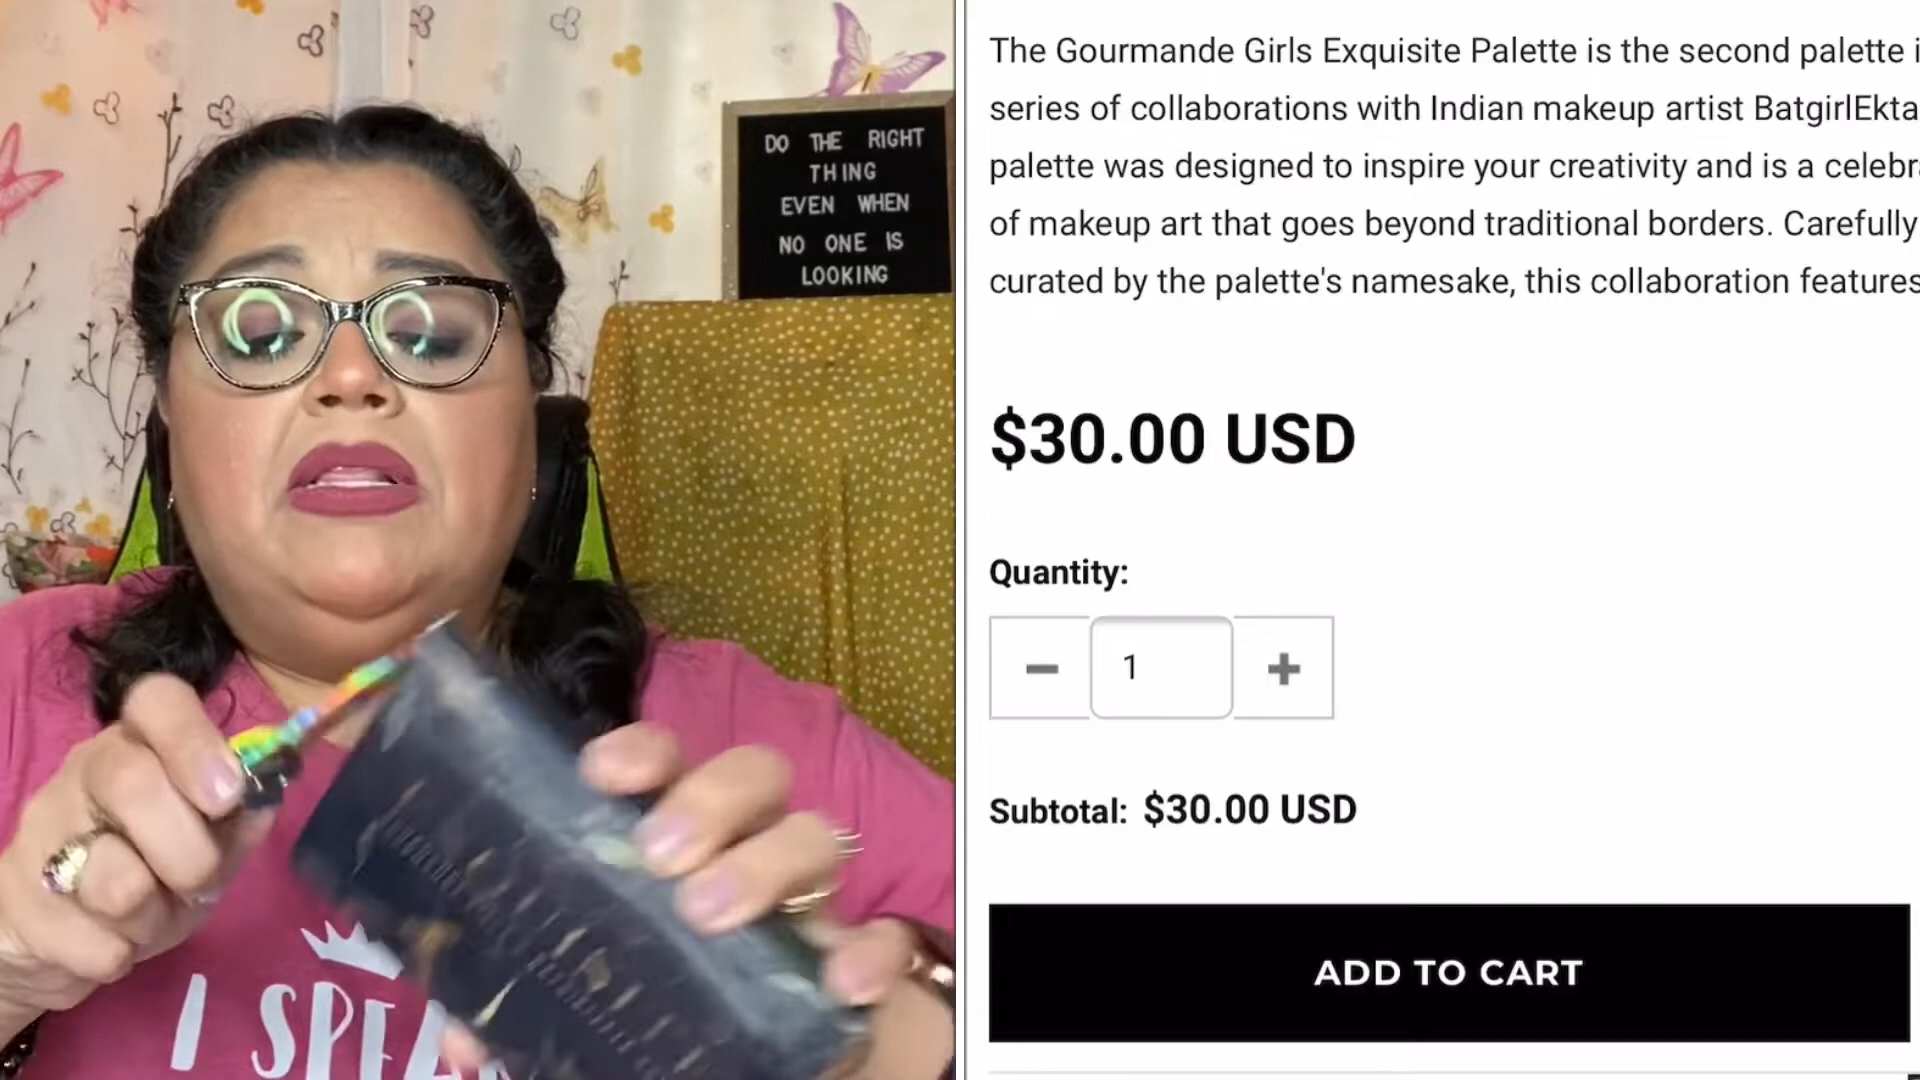 DO THE RIGHT
THING
EVEN WHEN
NO ONE IS
LOOKING
I SPEA
The Gourmande Girls Exquisite Palette is the second palette i
series of collaborations with Indian makeup artist BatgirlEkta
palette was designed to inspire your creativity and is a celebr
of makeup art that goes beyond traditional borders. Carefully
curated by the palette's namesake, this collaboration features
$30.00 USD
Quantity:
1
Subtotal: $30.00 USD
ADD TO CART